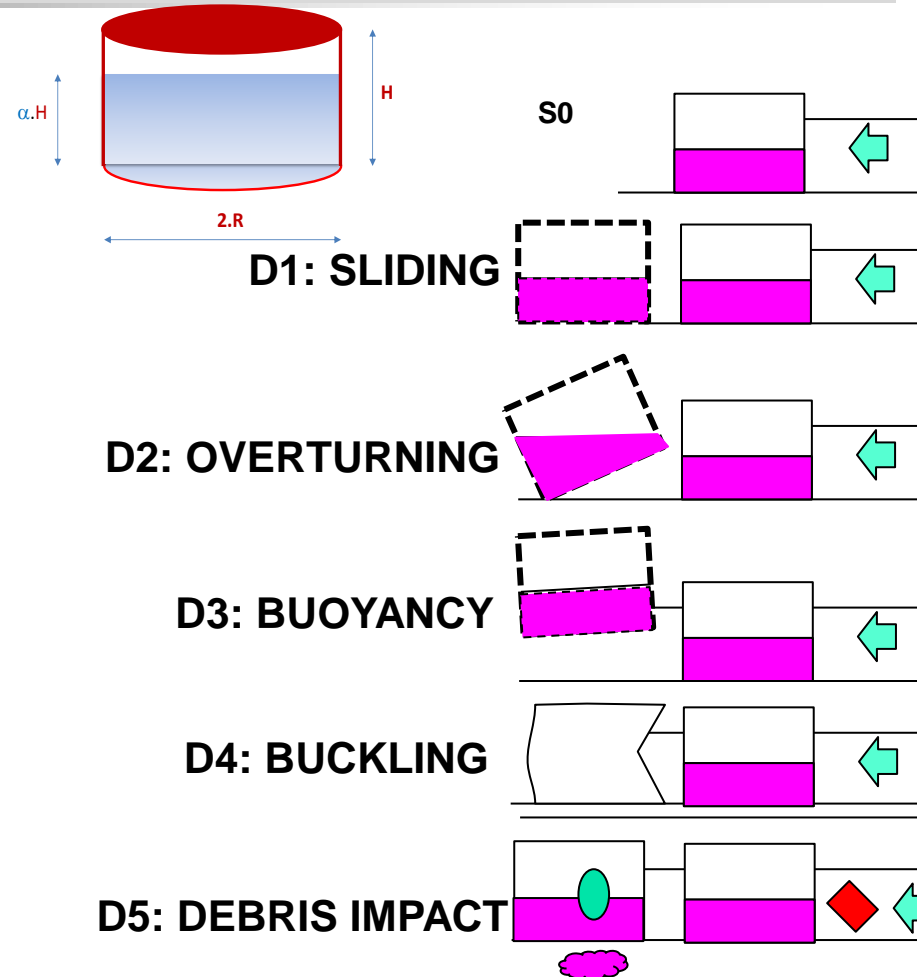 H
α.H
S0
2.R
D1: SLIDING
D2: OVERTURNING
D3: BUOYANCY
D4: BUCKLING
D5: DEBRIS IMPACT